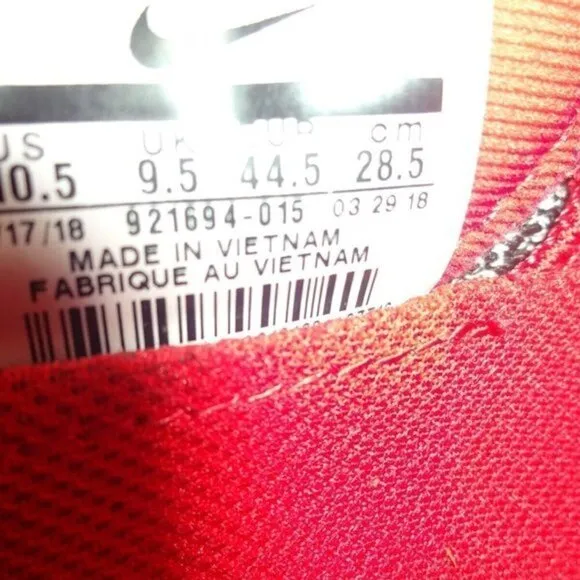 US UK EUR cm
10.5 9.5 44.5 28.5
/17/18 921694-015 03 29 18
MADE IN VIETNAM
FABRIQUE AU VIETNAM